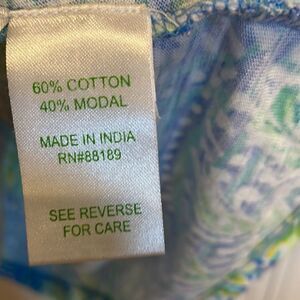 60% COTTON
40% MODAL
MADE IN INDIA
RN#88189
SEE REVERSE
FOR CARE